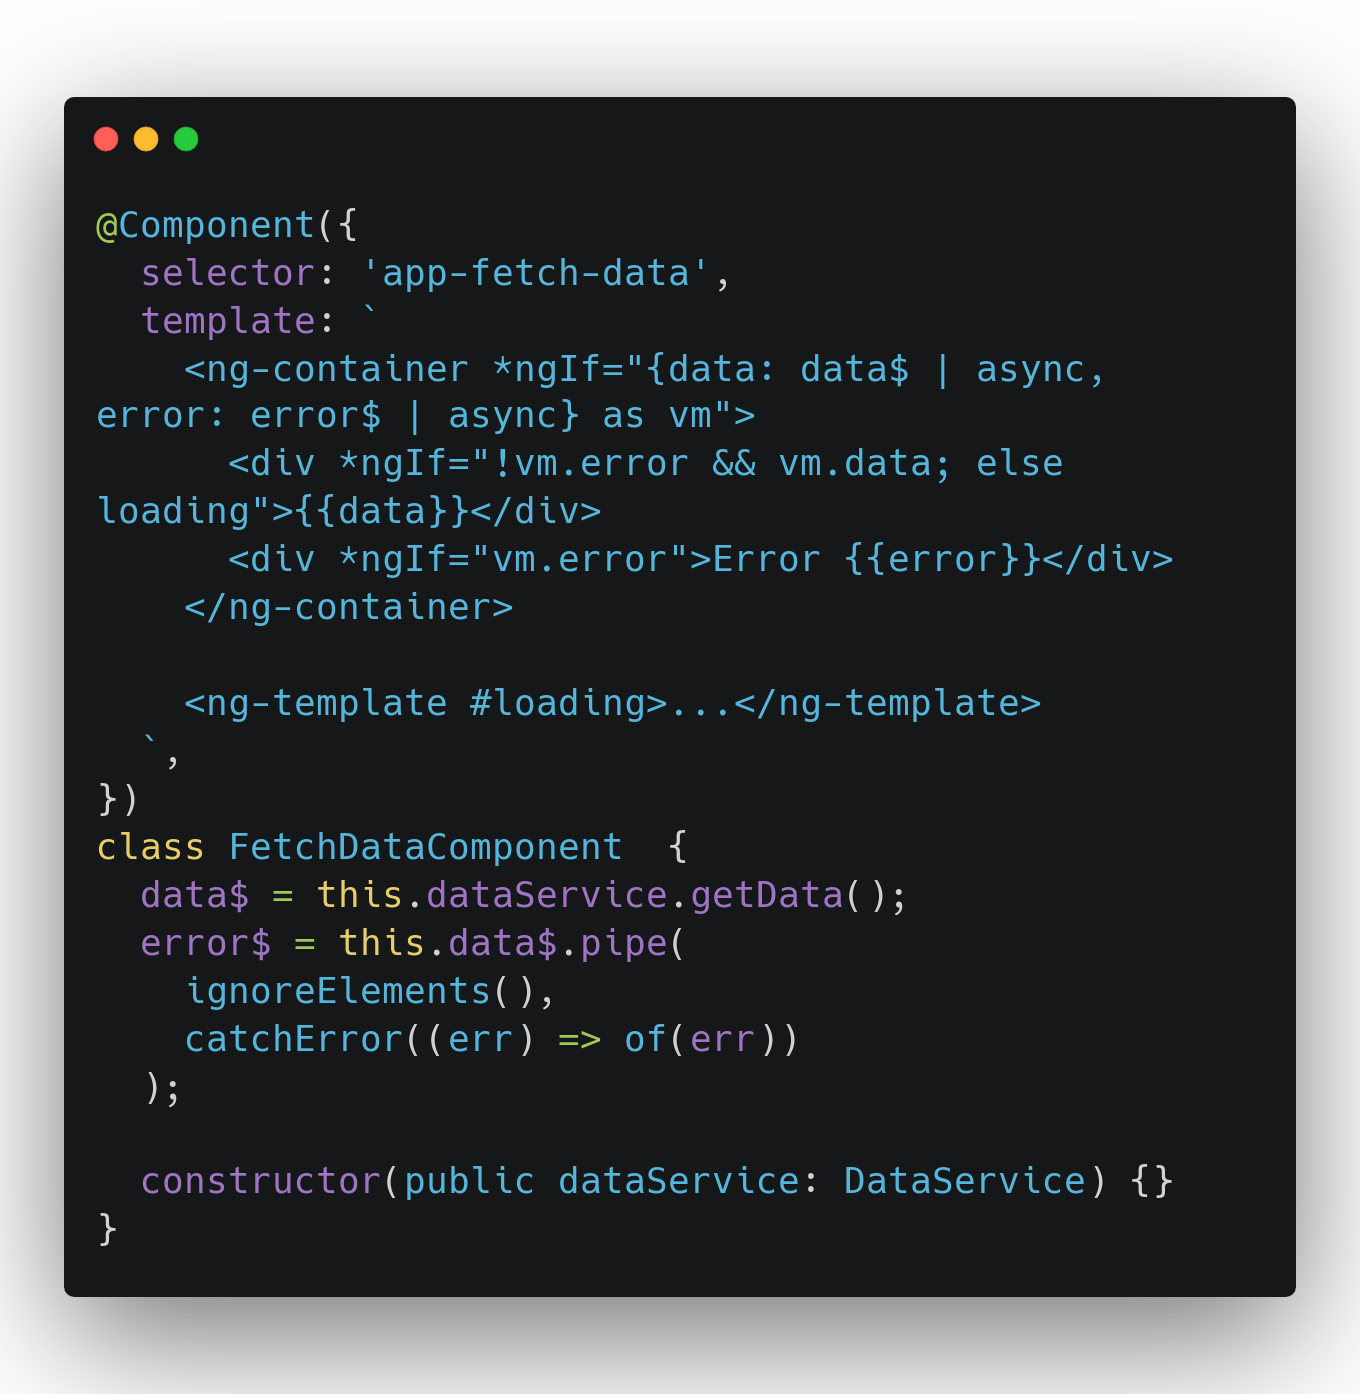 @Component({
  selector: 'app-fetch-data',
  template: `
    <ng-container *ngIf="{data: data$ | async,
error: error$ | async} as vm">
      <div *ngIf="!vm.error && vm.data; else
loading">{{data}}</div>
      <div *ngIf="vm.error">Error {{error}}</div>
    </ng-container>

    <ng-template #loading>...</ng-template>
  `,
})
class FetchDataComponent  {
  data$ = this.dataService.getData();
  error$ = this.data$.pipe(
    ignoreElements(),
    catchError((err) => of(err))
  );

  constructor(public dataService: DataService) {}
}